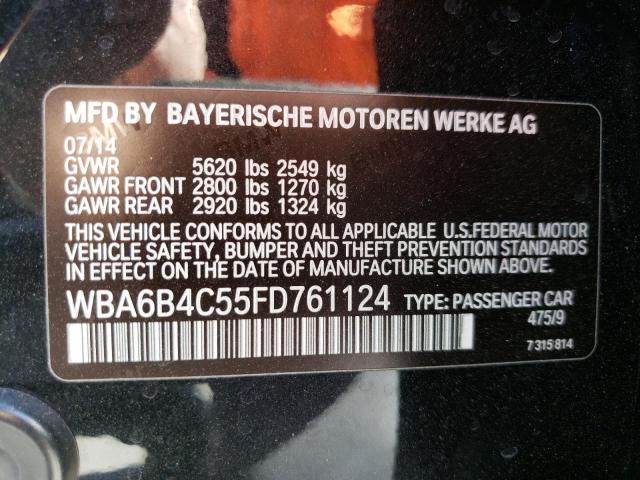 MFD BY BAYERISCHE MOTOREN WERKE AG
07/14
GVWR 5620 lbs 2549 kg
GAWR FRONT 2800 lbs 1270 kg
GAWR REAR 2920 lbs 1324 kg
THIS VEHICLE CONFORMS TO ALL APPLICABLE U.S.FEDERAL MOTOR
VEHICLE SAFETY, BUMPER AND THEFT PREVENTION STANDARDS
IN EFFECT ON THE DATE OF MANUFACTURE SHOWN ABOVE.
WBA6B4C55FD761124 TYPE: PASSENGER CAR
475/9
7 315 814